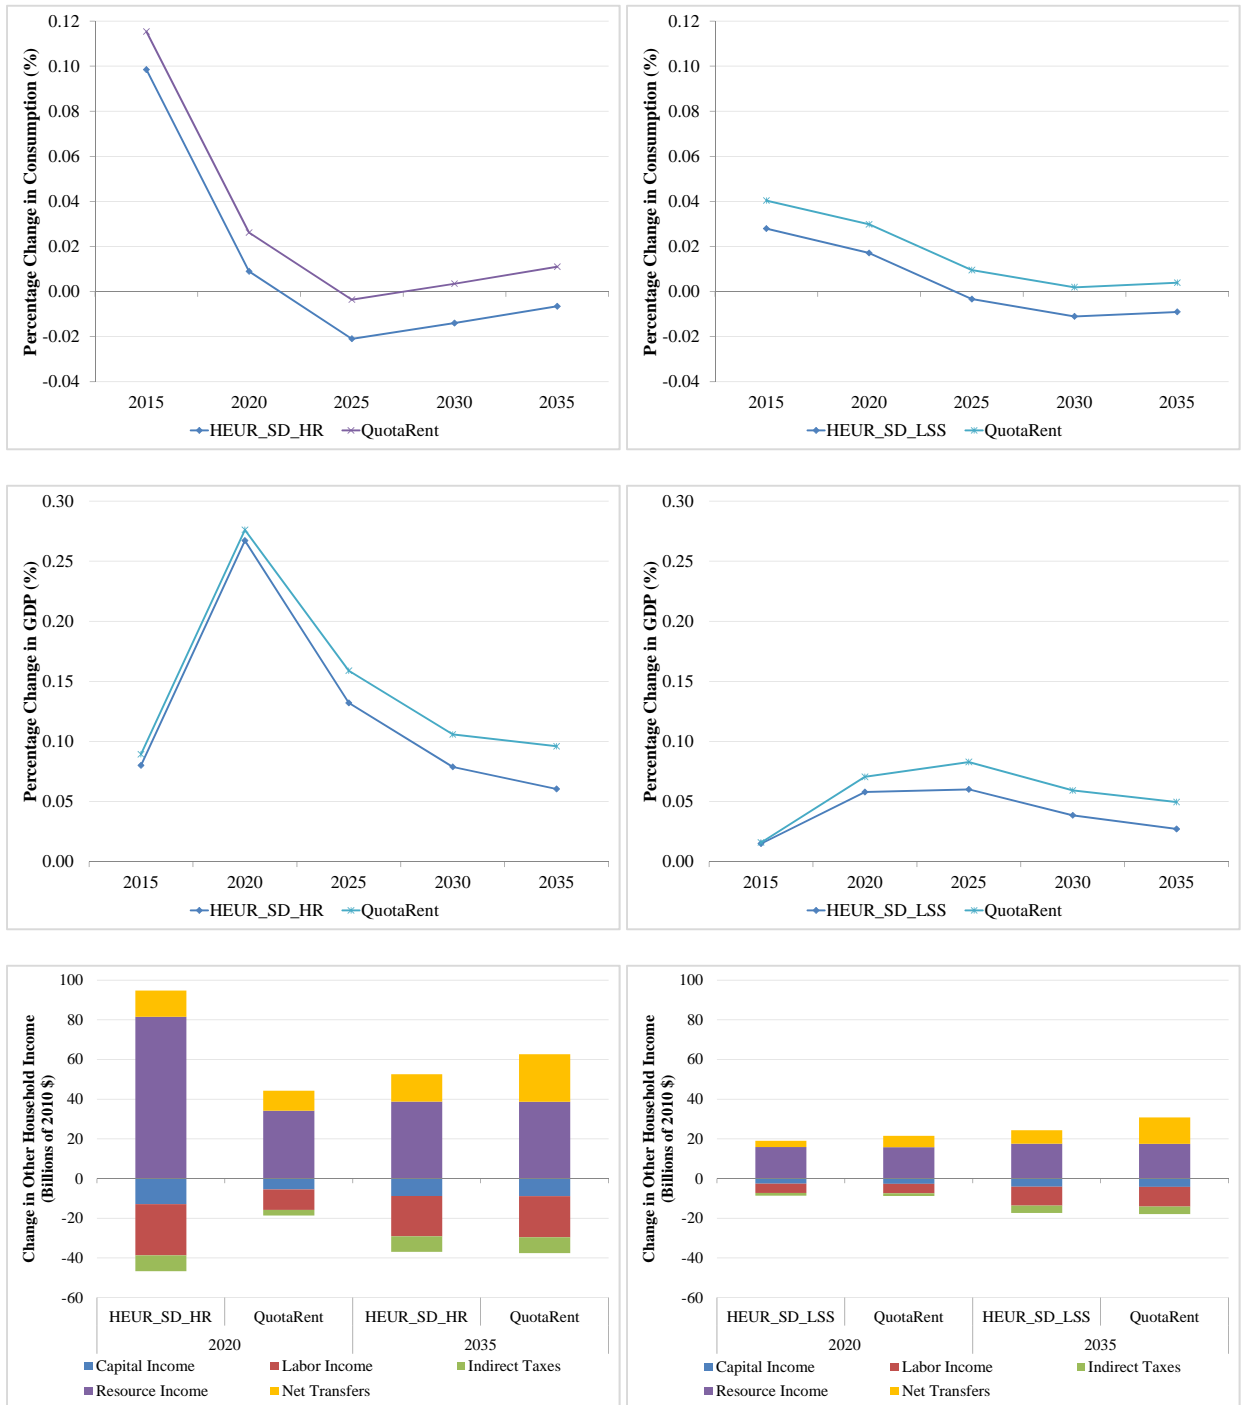 Percentage Change in Consumption (%)
0.12
0.10
0.08
0.06
0.04
0.02
0.00
-0.02
-0.04
2015 2020 2025 2030 2035
HEUR_SD_HR QuotaRent
Percentage Change in Consumption (%)
0.12
0.10
0.08
0.06
0.04
0.02
0.00
-0.02
-0.04
2015 2020 2025 2030 2035
HEUR_SD_LSS QuotaRent
Percentage Change in GDP (%)
0.30
0.25
0.20
0.15
0.10
0.05
0.00
2015 2020 2025 2030 2035
HEUR_SD_HR QuotaRent
Percentage Change in GDP (%)
0.30
0.25
0.20
0.15
0.10
0.05
0.00
2015 2020 2025 2030 2035
HEUR_SD_LSS QuotaRent
Change in Other Household Income
(Billions of 2010 $)
100
80
60
40
20
0
-20
-40
-60
HEUR_SD_HR QuotaRent HEUR_SD_HR QuotaRent
2020 2035
Capital Income Labor Income Indirect Taxes
Resource Income Net Transfers
Change in Other Household Income
(Billions of 2010 $)
100
80
60
40
20
0
-20
-40
-60
HEUR_SD_LSS QuotaRent HEUR_SD_LSS QuotaRent
2020 2035
Capital Income Labor Income Indirect Taxes
Resource Income Net Transfers